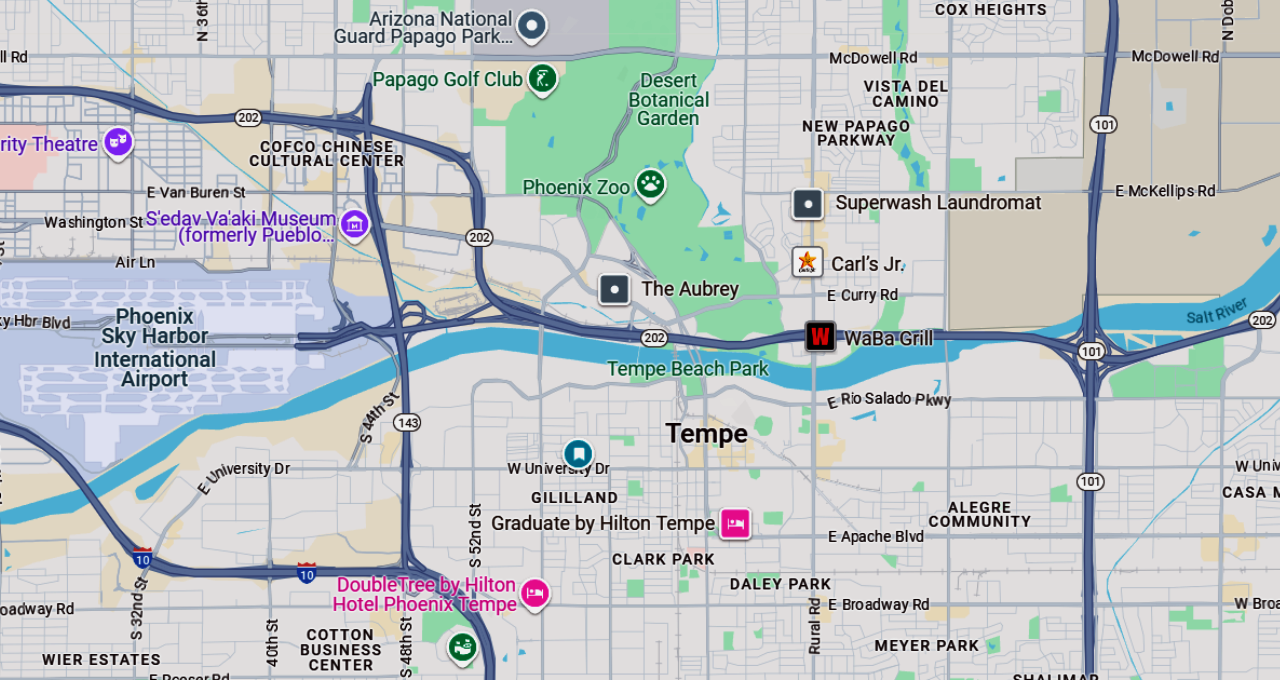 N 36th
Arizona National
Guard Papago Park...
COX HEIGHTS
N Dob
ll Rd
McDowell Rd
McDowell Rd
Papago Golf Club
Desert
Botanical
Garden
VISTA DEL
CAMINO
202
101
rity Theatre
COFCO CHINESE
CULTURAL CENTER
NEW PAPAGO
PARKWAY
E Van Buren St
Phoenix Zoo
E McKellips Rd
Superwash Laundromat
Washington St
S'edav Va'aki Museum
(formerly Pueblo...
202
Air Ln
Carl's Jr.
The Aubrey
E Curry Rd
ky Hbr Blvd
Phoenix
Sky Harbor
International
Airport
Salt River
202
202
W
WaBa Grill
101
Tempe Beach Park
E Rio Salado Pkwy
S 44th St
143
Tempe
E University Dr
W University Dr
W Univ
101
CASA M
GILILLAND
ALEGRE
COMMUNITY
S 52nd St
Graduate by Hilton Tempe
E Apache Blvd
10
10
CLARK PARK
DALEY PARK
DoubleTree by Hilton
Hotel Phoenix Tempe
oadway Rd
S 32nd St
E Broadway Rd
W Broa
Rural Rd
40th St
COTTON
BUSINESS
CENTER
S 48th St
MEYER PARK
WIER ESTATES
E Roeser Rd
SHALIMAR